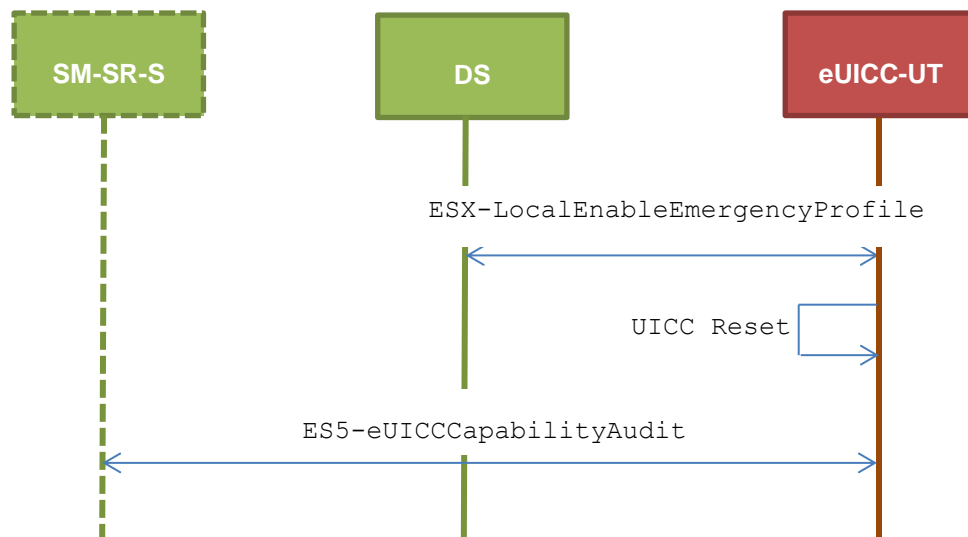 SM-SR-S
DS
eUICC-UT
ESX-LocalEnableEmergencyProfile
UICC Reset
ES5-eUICCCapabilityAudit